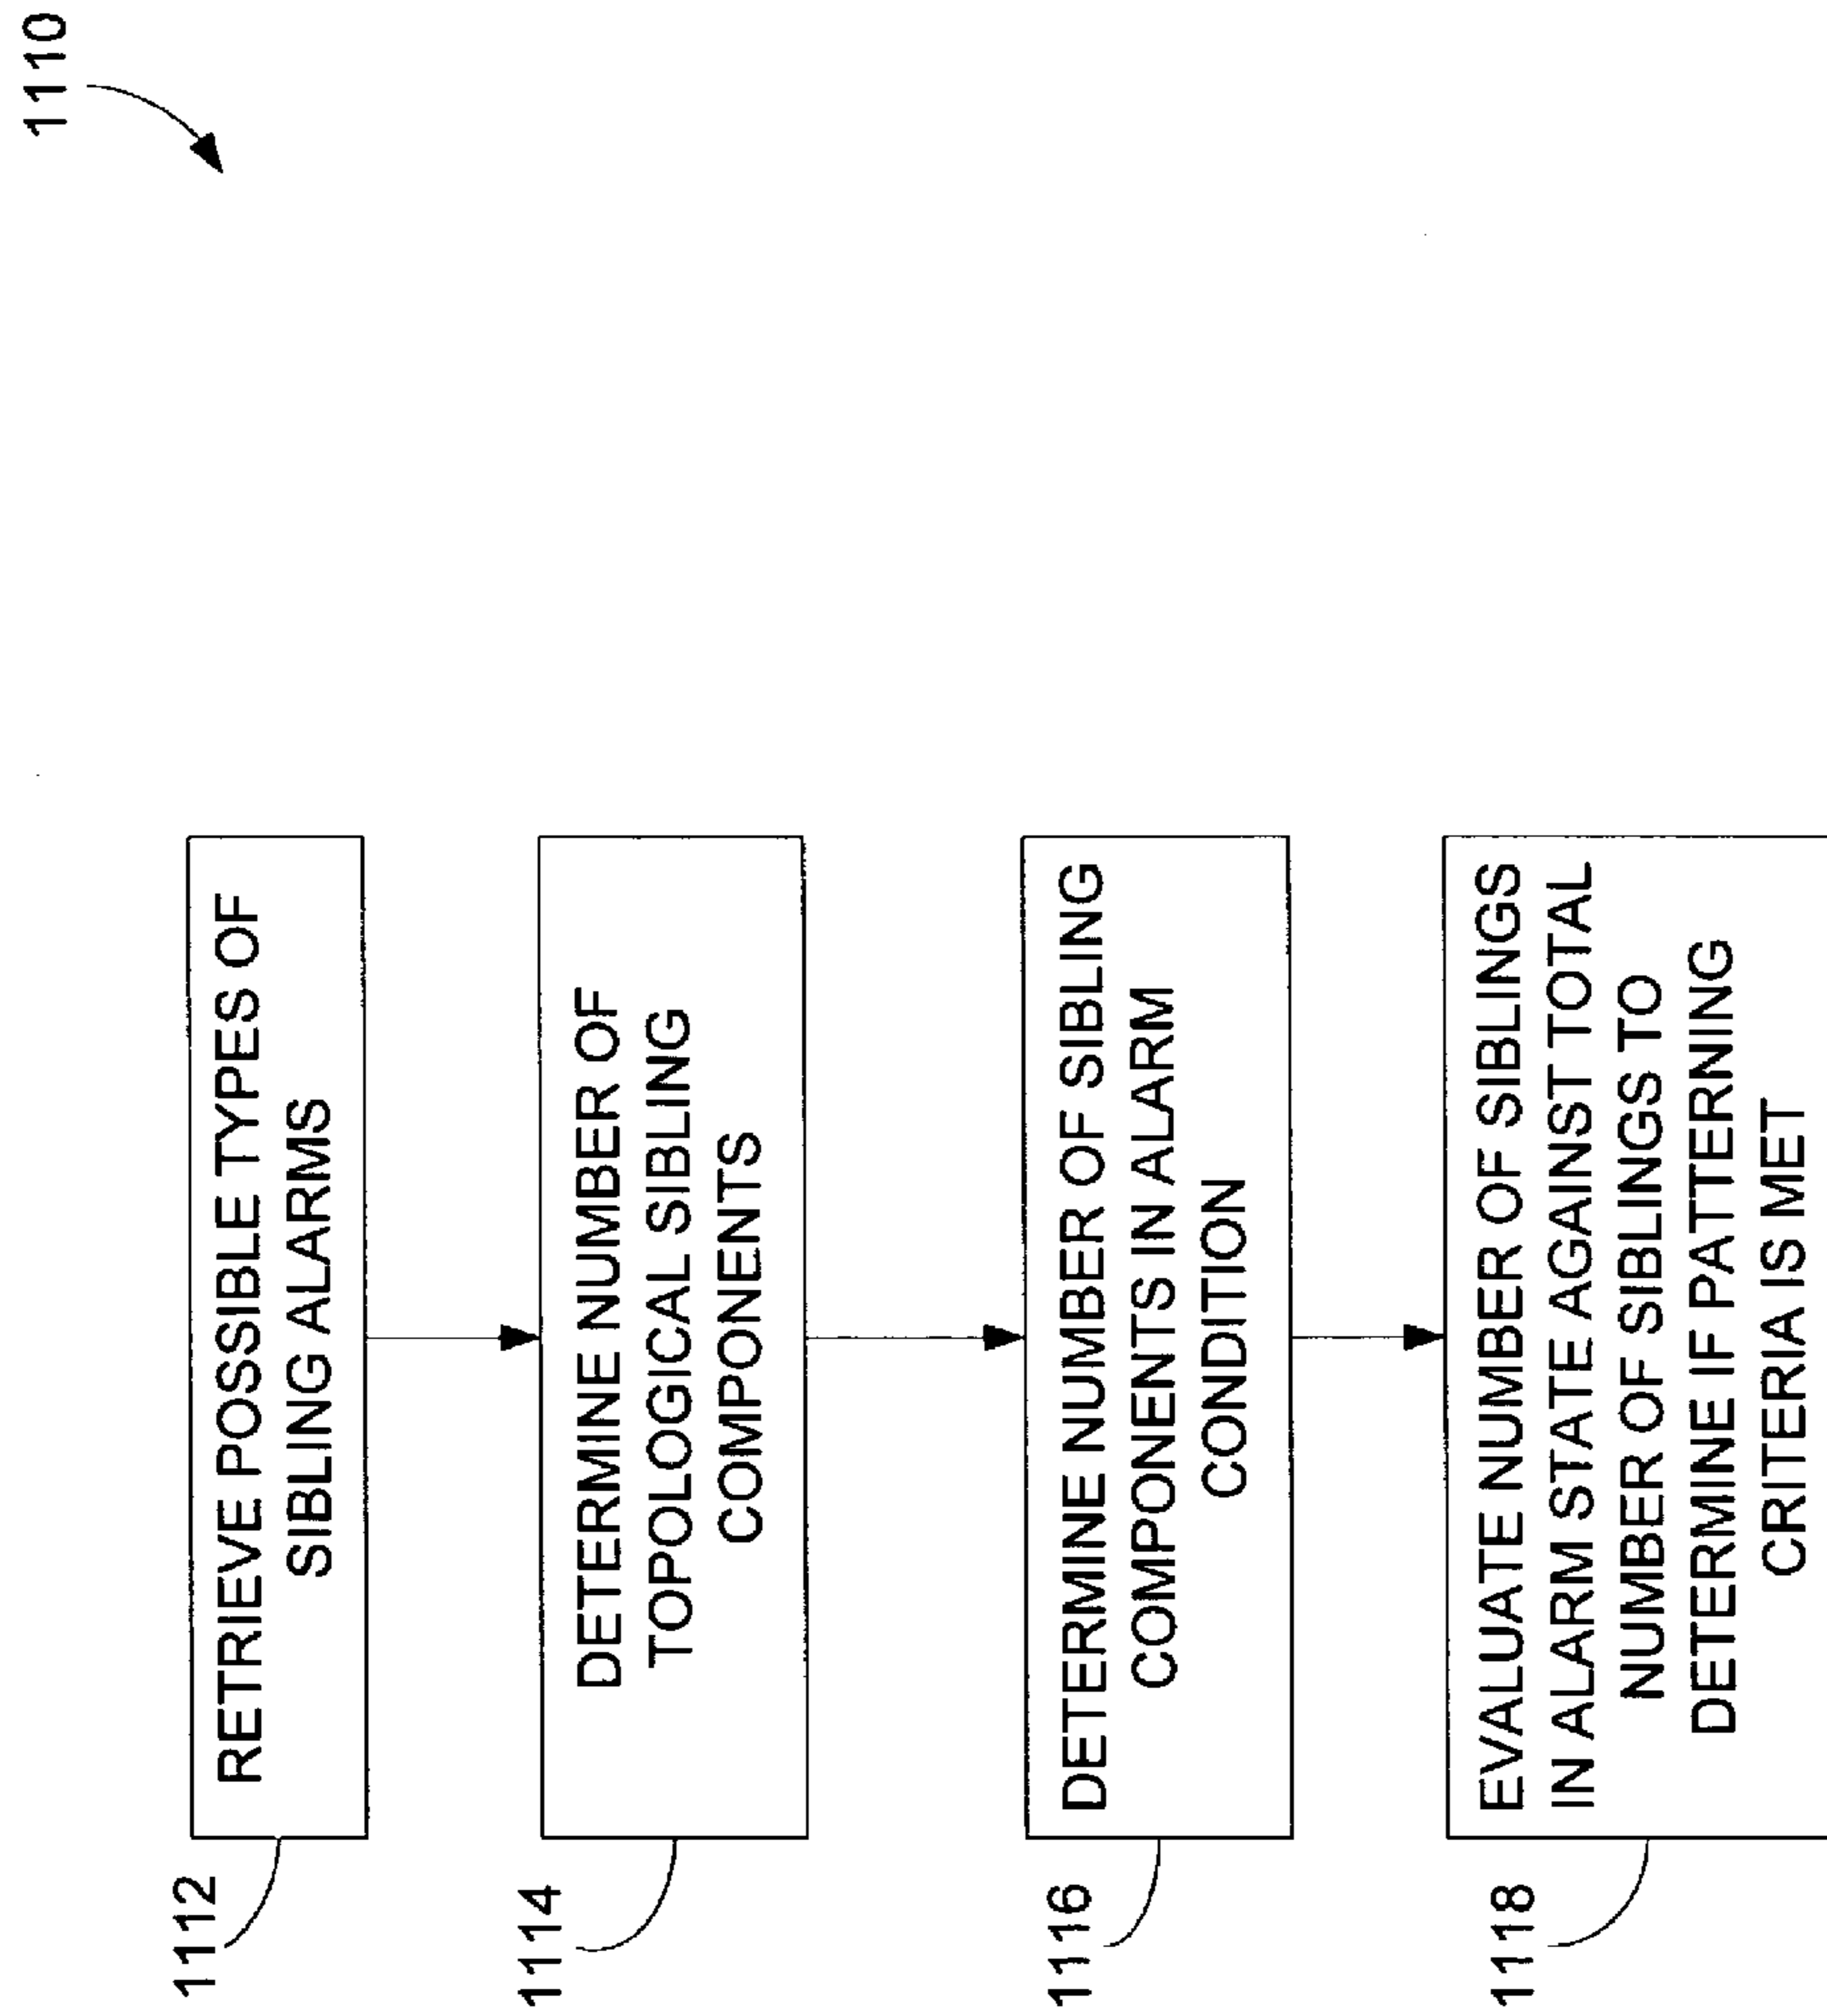 1110
1112
RETRIEVE POSSIBLE TYPES OF
SIBLING ALARMS
1114
DETERMINE NUMBER OF
TOPOLOGICAL SIBLING
COMPONENTS
1116
DETERMINE NUMBER OF SIBLING
COMPONENTS IN ALARM
CONDITION
1118
EVALUATE NUMBER OF SIBLINGS
IN ALARM STATE AGAINST TOTAL
NUMBER OF SIBLINGS TO
DETERMINE IF PATTERNING
CRITERIA IS MET